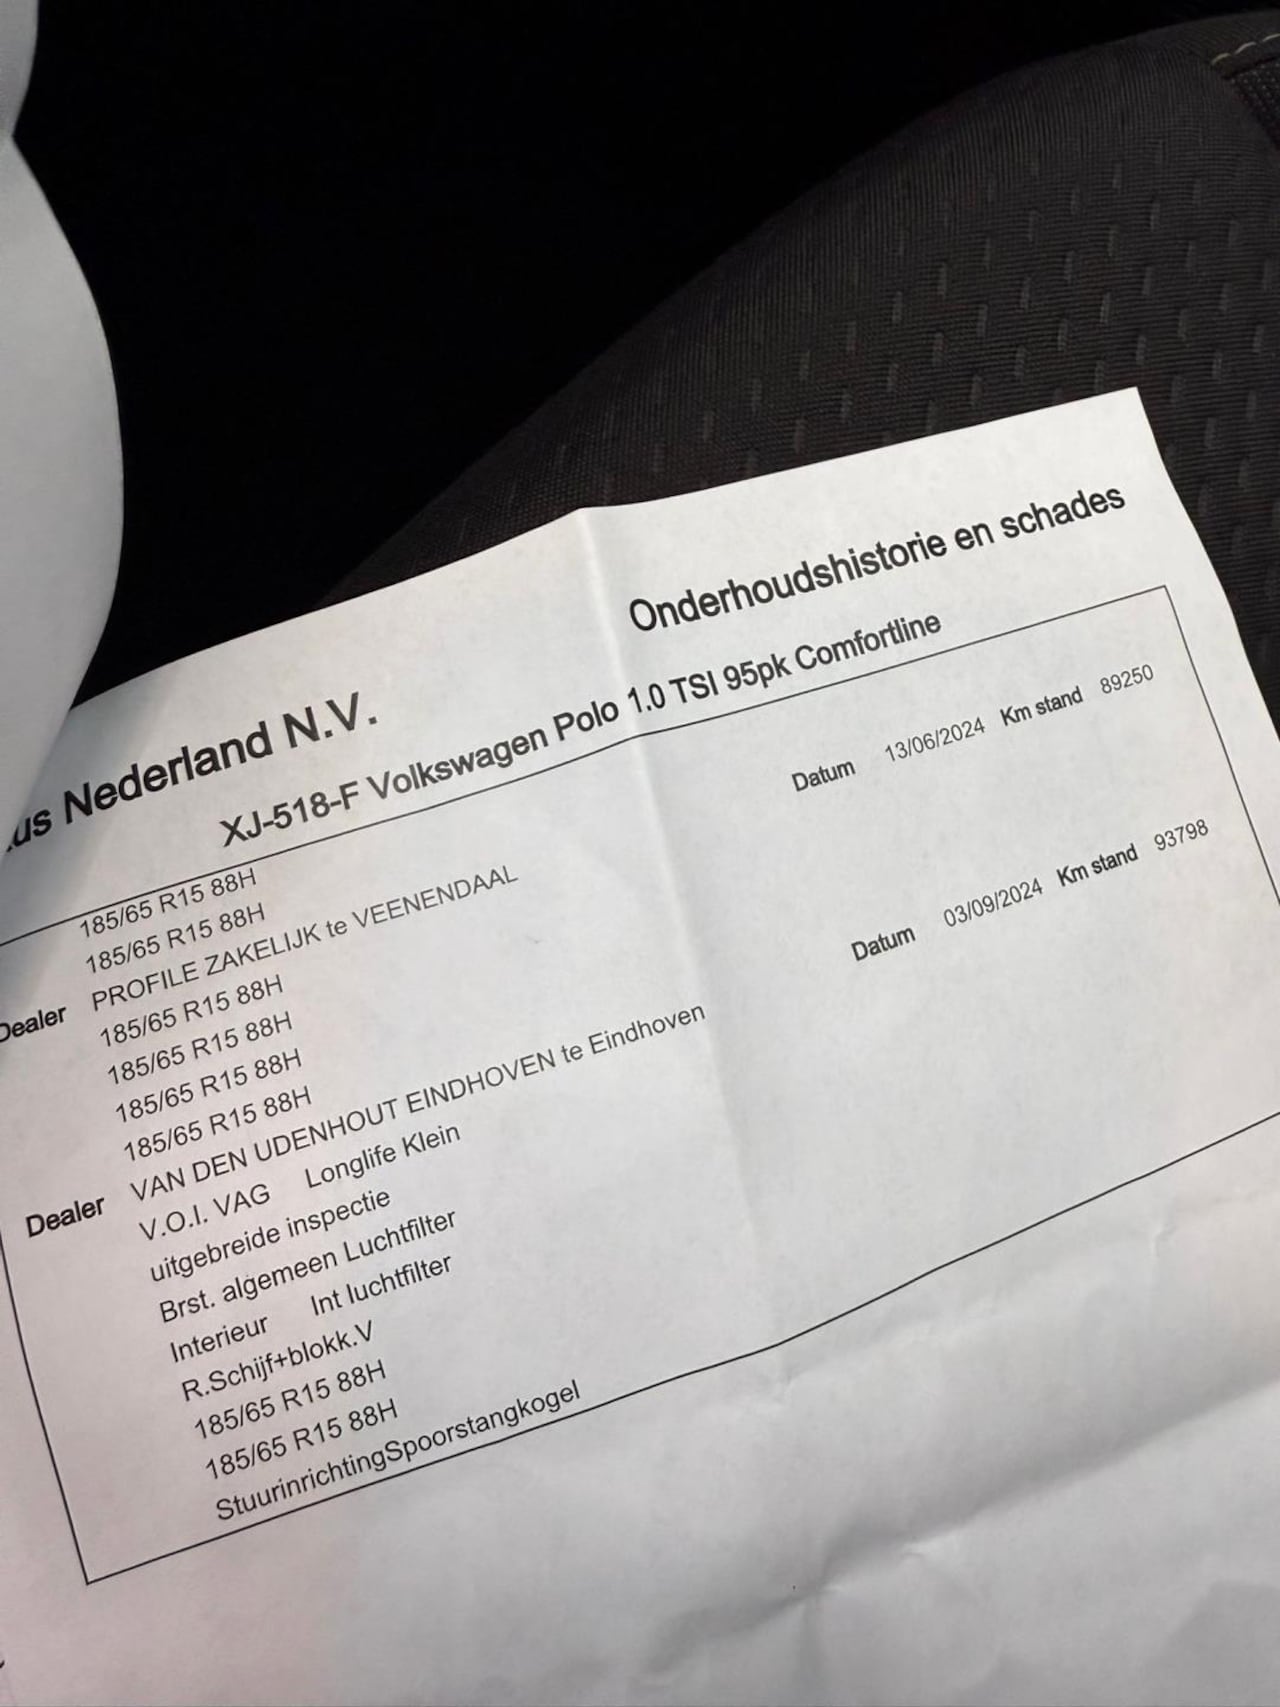 us Nederland N.V.
Onderhoudshistorie en schades
XJ-518-F Volkswagen Polo 1.0 TSI 95pk Comfortline
185/65 R15 88H
185/65 R15 88H
Dealer PROFILE ZAKELIJK te VEENENDAAL Datum 13/06/2024 Km stand 89250
185/65 R15 88H
185/65 R15 88H
185/65 R15 88H
185/65 R15 88H
Dealer VAN DEN UDENHOUT EINDHOVEN te Eindhoven Datum 03/09/2024 Km stand 93798
V.O.I. VAG Longlife Klein
uitgebreide inspectie
Brst. algemeen Luchtfilter
Interieur Int luchtfilter
R.Schijf+blokk.V
185/65 R15 88H
185/65 R15 88H
StuurinrichtingSpoorstangkogel